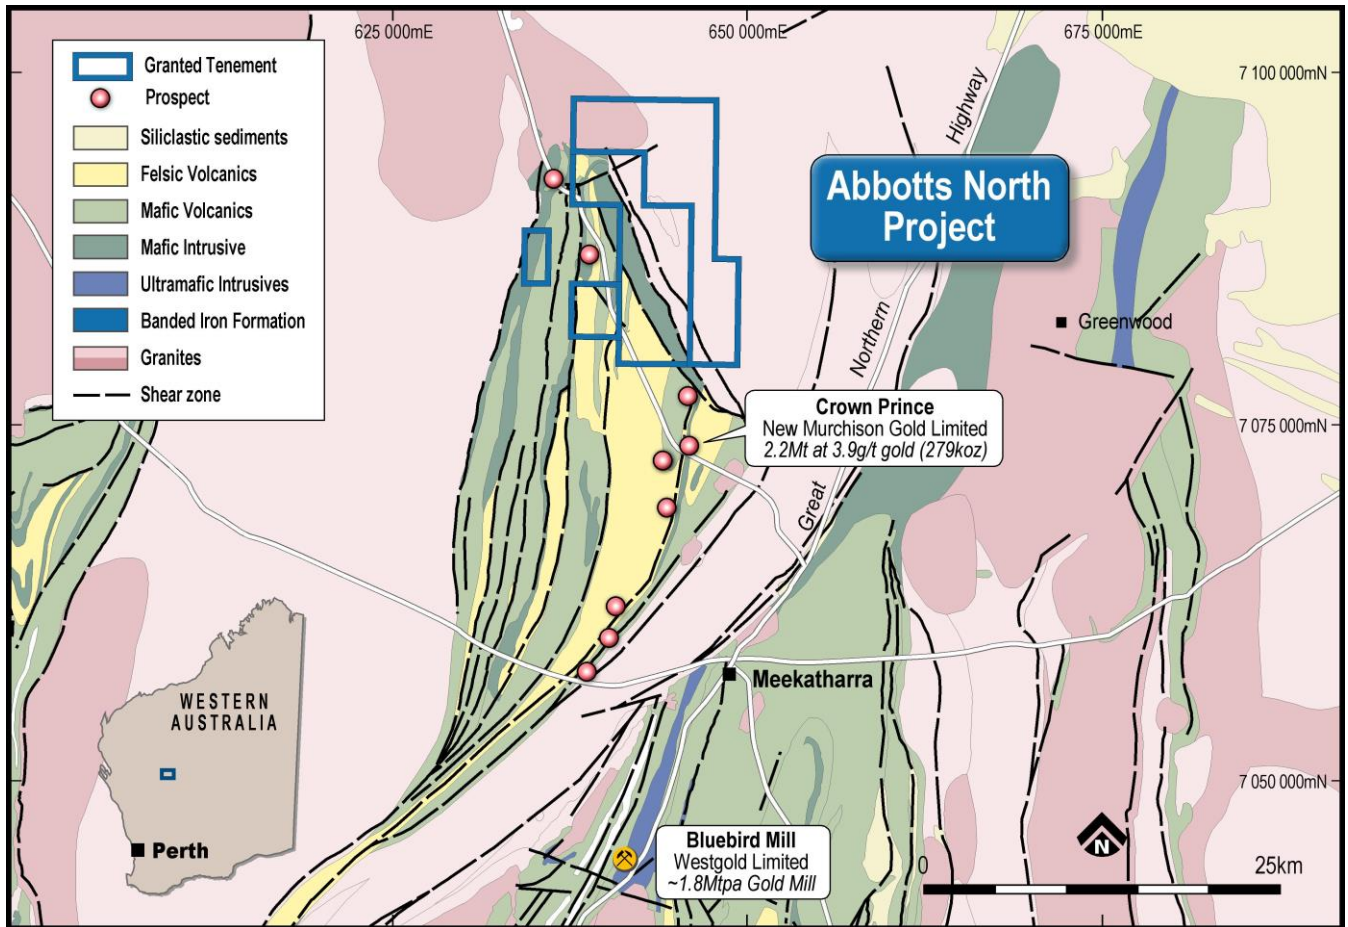 625 000mE
650 000mE
675 000mE
7 100 000mN
7 075 000mN
7 050 000mN
Granted Tenement
Prospect
Siliclastic sediments
Felsic Volcanics
Mafic Volcanics
Mafic Intrusive
Ultramafic Intrusives
Banded Iron Formation
Granites
Shear zone
Abbotts North
Project
Great Northern Highway
Greenwood
Crown Prince
New Murchison Gold Limited
2.2Mt at 3.9g/t gold (279koz)
Meekatharra
WESTERN
AUSTRALIA
Perth
Bluebird Mill
Westgold Limited
~1.8Mtpa Gold Mill
N
0
25km